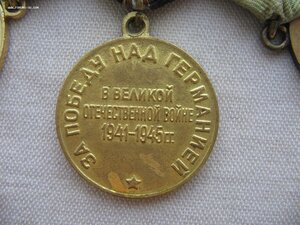 ЗА ПОБЕДУ НАД ГЕРМАНИЕЙ
В ВЕЛИКОЙ
ОТЕЧЕСТВЕННОЙ ВОЙНЕ
1941-1945 гг